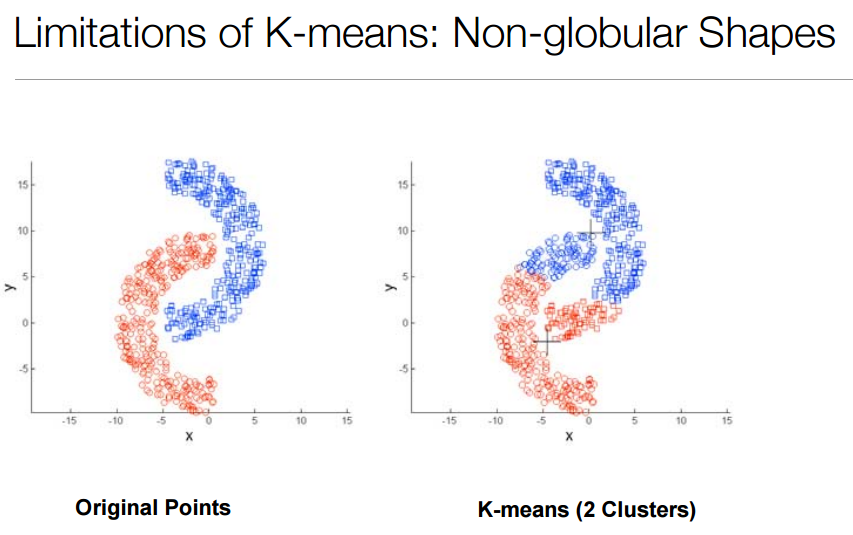 Limitations of K-means: Non-globular Shapes
15
10
5
0
-5
y
-15 -10 -5 0 5 10 15
x
Original Points
15
10
5
0
-5
y
-15 -10 -5 0 5 10 15
x
K-means (2 Clusters)